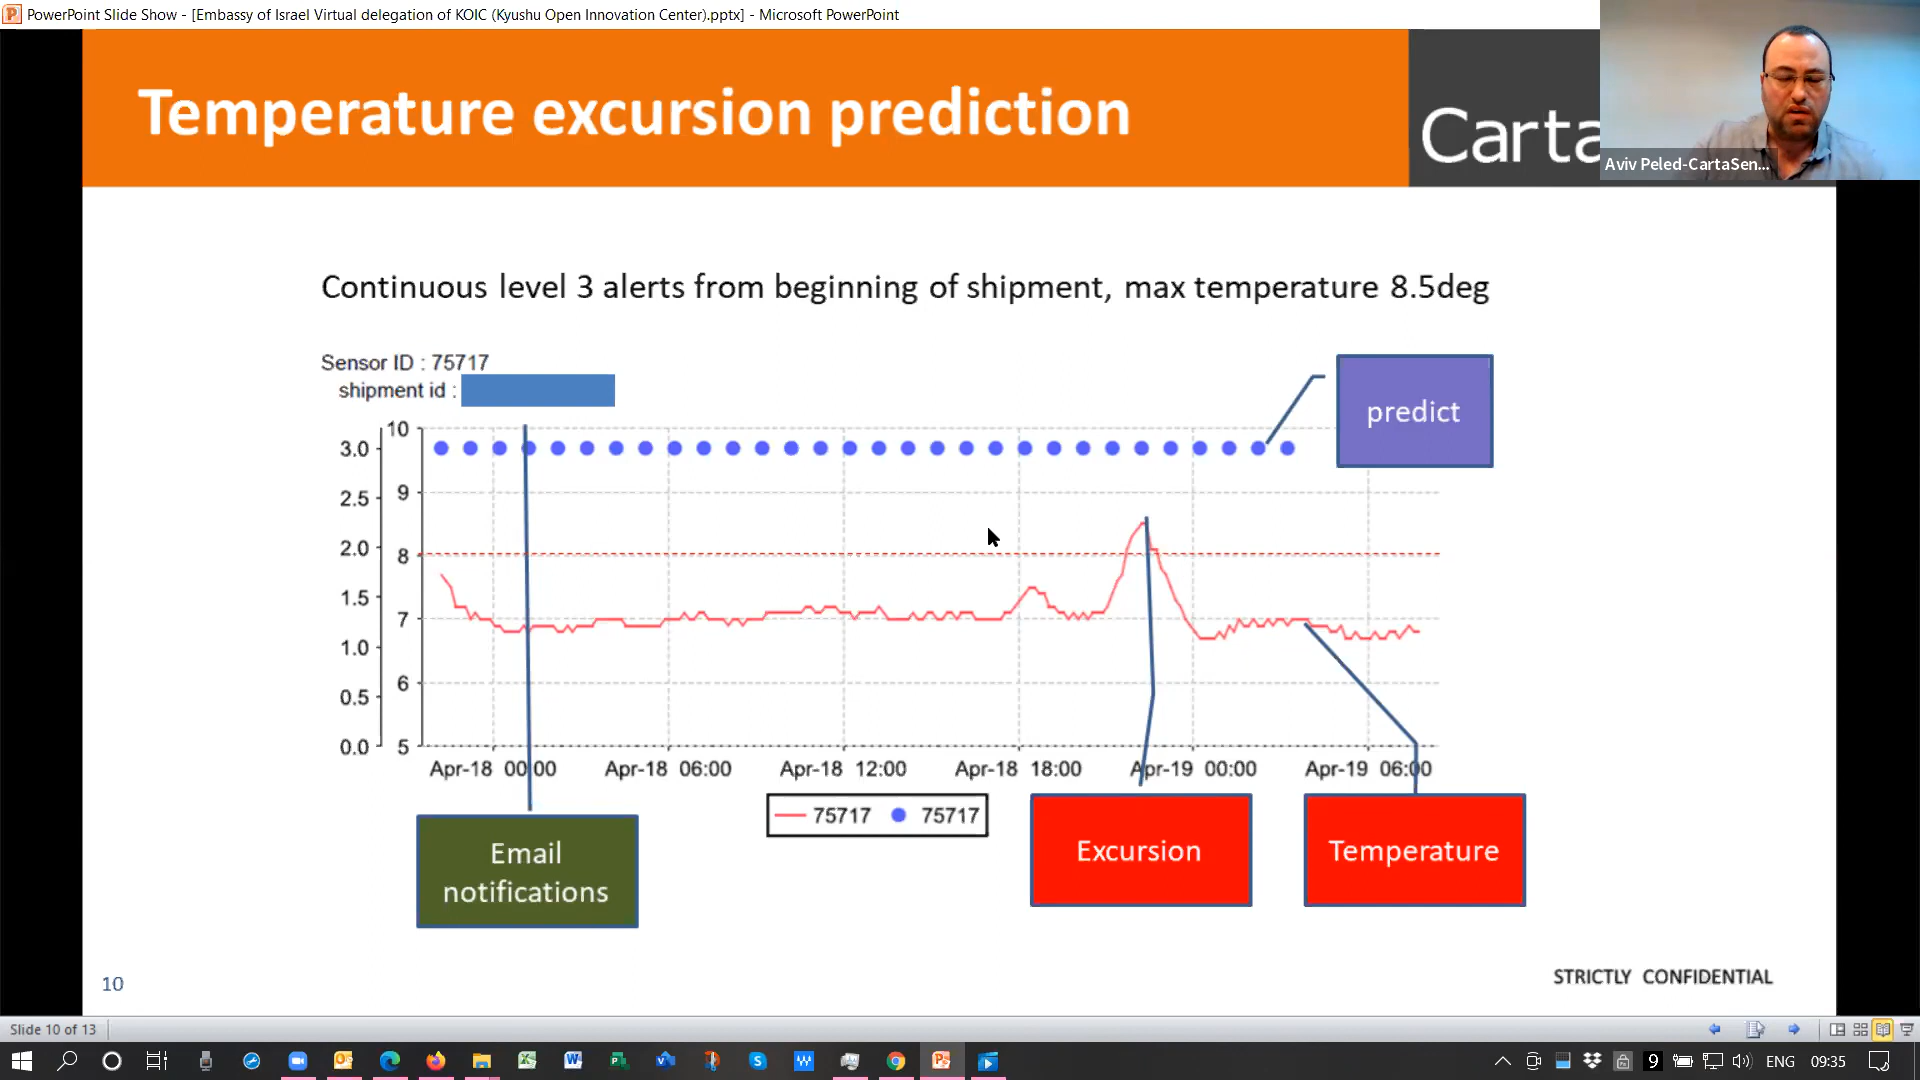 PowerPoint Slide Show - [Embassy of Israel Virtual delegation of KOIC (Kyushu Open Innovation Center).pptx] - Microsoft PowerPoint
Temperature excursion prediction
Carta
Aviv Peled-CartaSen...
Continuous level 3 alerts from beginning of shipment, max temperature 8.5deg
Sensor ID : 75717
shipment id :
predict
10
3.0
9
2.5
8
2.0
1.5
7
1.0
6
0.5
0.0
5
Apr-18 00:00
Apr-18 06:00
Apr-18 12:00
Apr-18 18:00
Apr-19 00:00
Apr-19 06:00
75717 75717
Email
notifications
Excursion
Temperature
10
STRICTLY CONFIDENTIAL
Slide 10 of 13
9
ENG
09:35